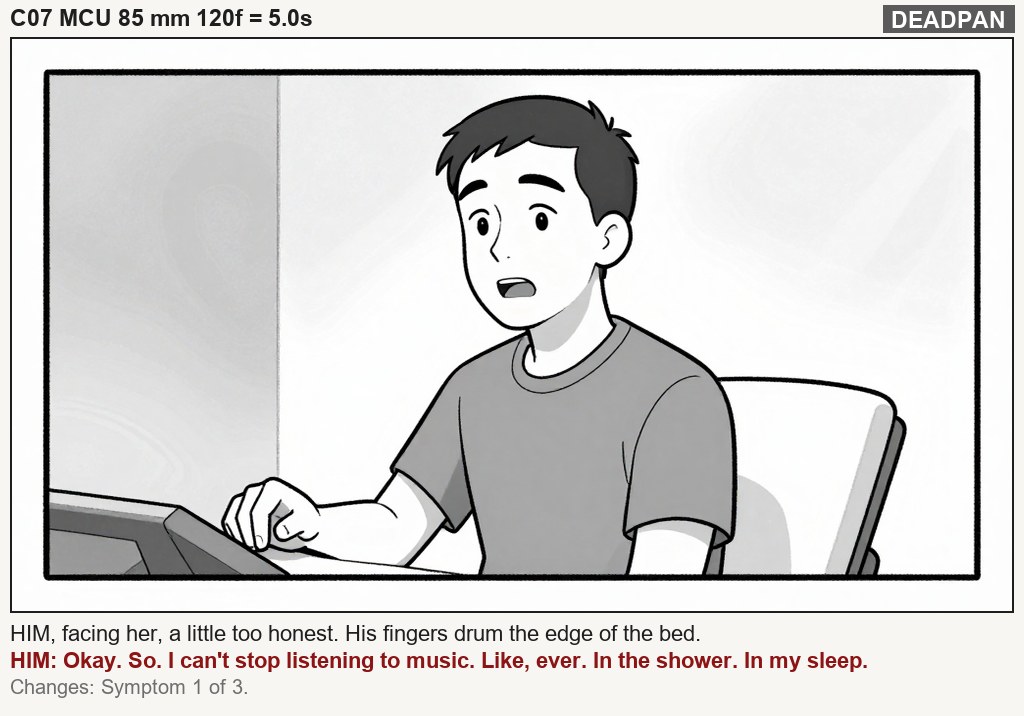 C07 MCU 85 mm 120f = 5.0s
DEADPAN
HIM, facing her, a little too honest. His fingers drum the edge of the bed.
HIM: Okay. So. I can't stop listening to music. Like, ever. In the shower. In my sleep.
Changes: Symptom 1 of 3.